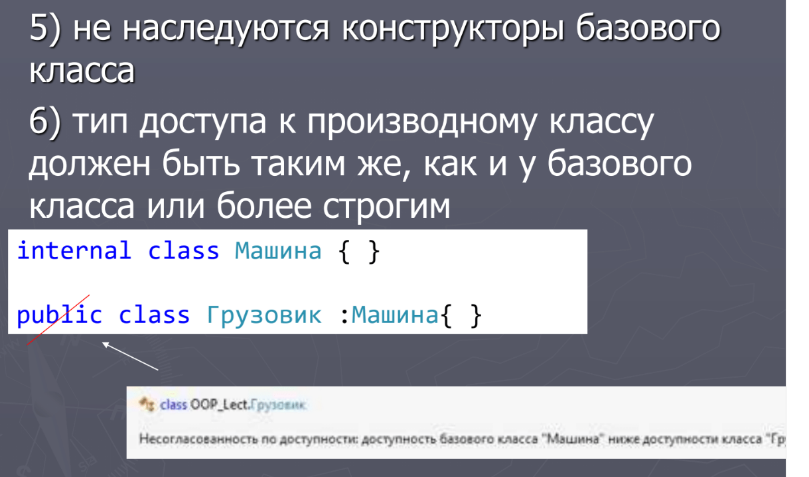 5) не наследуются конструкторы базового
класса
6) тип доступа к производному классу
должен быть таким же, как и у базового
класса или более строгим
internal class Машина { }
public class Грузовик :Машина{ }
class OOP_Lect.Грузовик
Несогласованность по доступности: доступность базового класса "Машина" ниже доступности класса